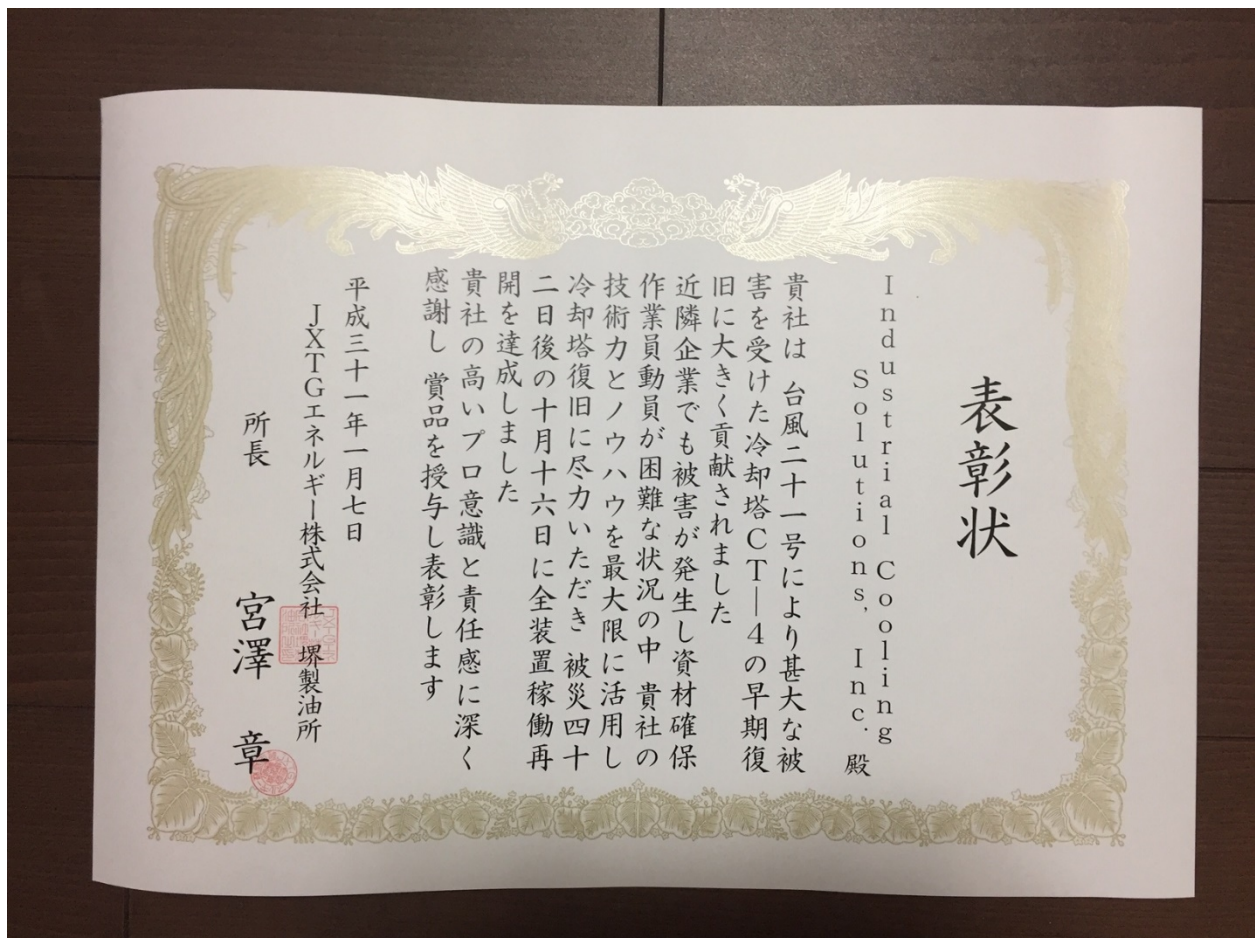 表彰状
Industrial Cooling
Solutions, Inc. 殿
貴社は 台風二十一号により甚大な被
害を受けた冷却塔CT―4の早期復
旧に大きく貢献されました
近隣企業でも被害が発生し資材確保
作業員動員が困難な状況の中 貴社の
技術力とノウハウを最大限に活用し
冷却塔復旧に尽力いただき 被災四十
二日後の十月十六日に全装置稼働再
開を達成しました
貴社の高いプロ意識と責任感に深く
感謝し 賞品を授与し表彰します
平成三十一年一月七日
JXTGエネルギー株式会社 堺製油所
所長 宮澤 章